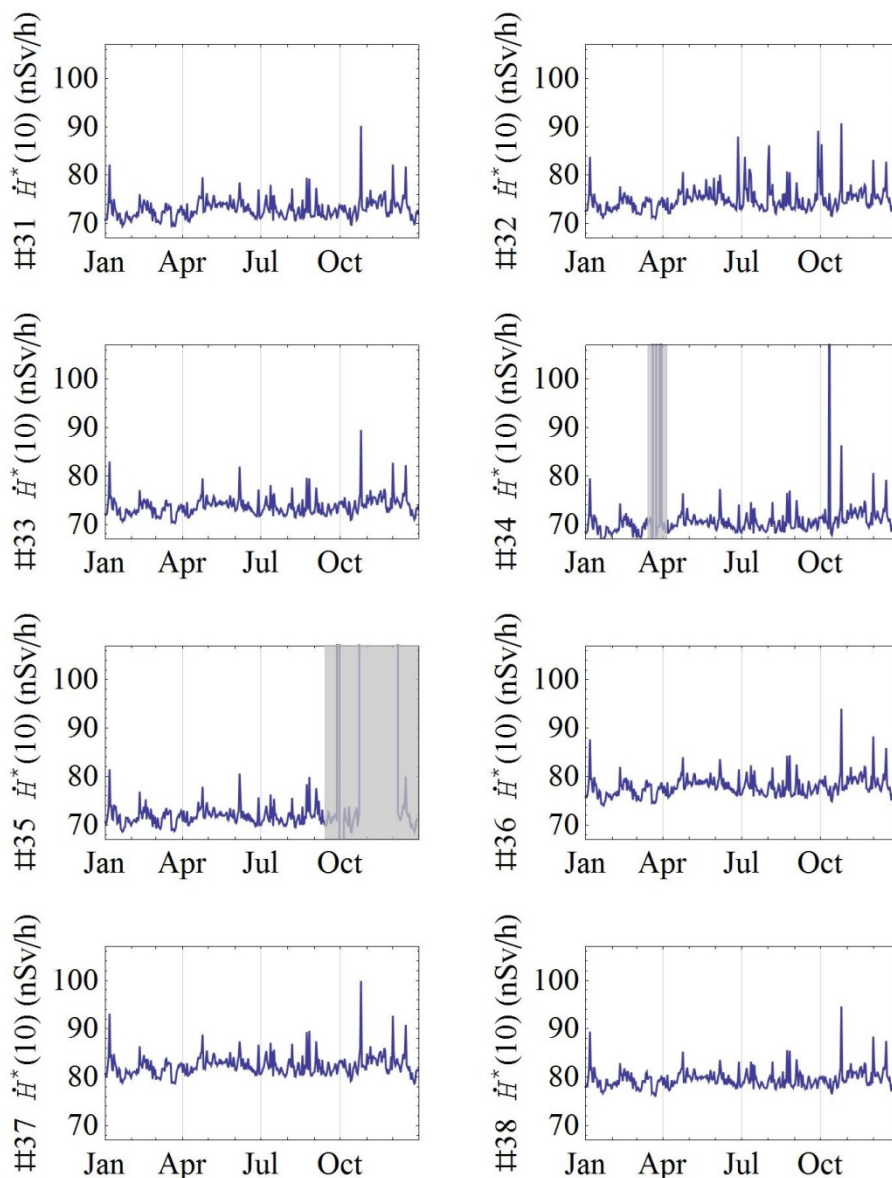 #31 Ḣ*(10) (nSv/h)
100
90
80
70
Jan Apr Jul Oct
#32 Ḣ*(10) (nSv/h)
100
90
80
70
Jan Apr Jul Oct
#33 Ḣ*(10) (nSv/h)
100
90
80
70
Jan Apr Jul Oct
#34 Ḣ*(10) (nSv/h)
100
90
80
70
Jan Apr Jul Oct
#35 Ḣ*(10) (nSv/h)
100
90
80
70
Jan Apr Jul Oct
#36 Ḣ*(10) (nSv/h)
100
90
80
70
Jan Apr Jul Oct
#37 Ḣ*(10) (nSv/h)
100
90
80
70
Jan Apr Jul Oct
#38 Ḣ*(10) (nSv/h)
100
90
80
70
Jan Apr Jul Oct